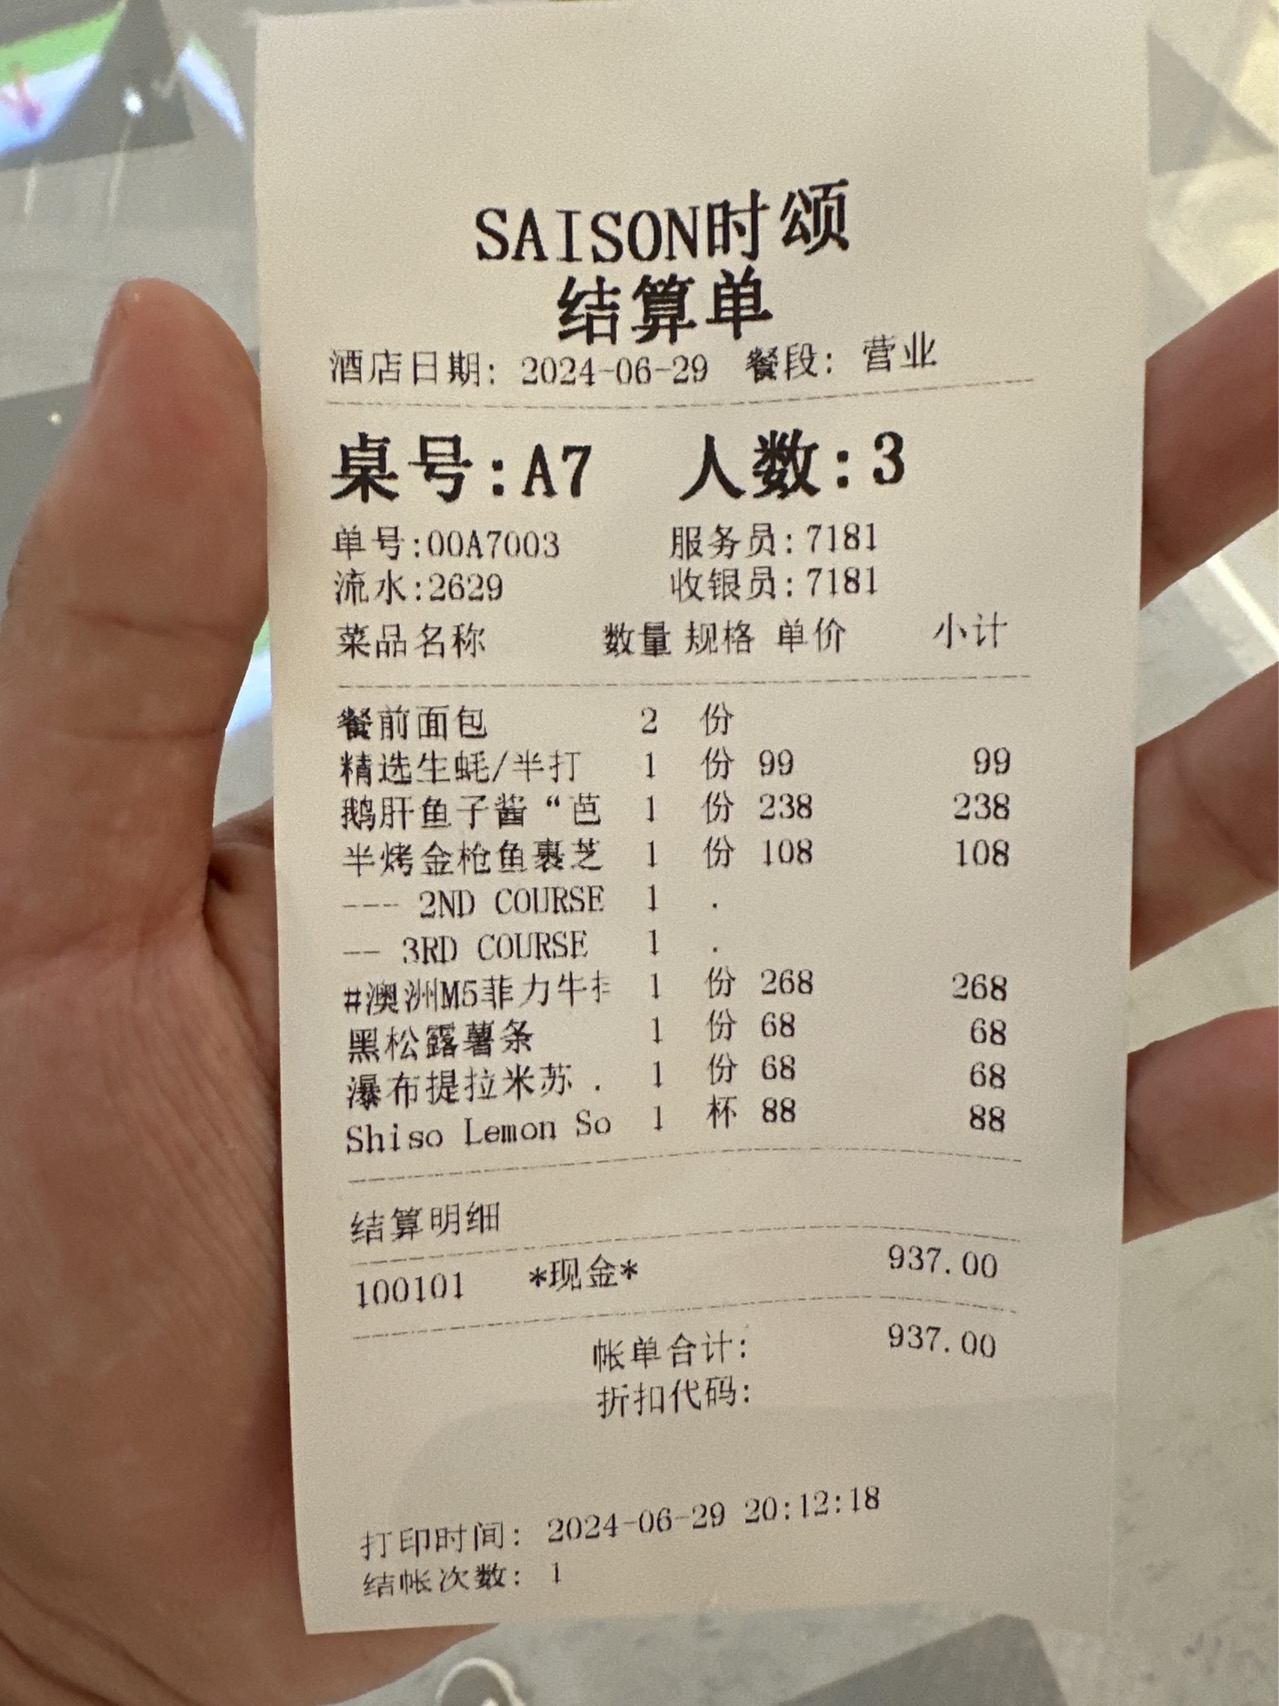 SAISON时颂
结算单
酒店日期: 2024-06-29 餐段: 营业
桌号:A7 人数:3
单号:00A7003 服务员:7181
流水:2629 收银员:7181
菜品名称 数量 规格 单价 小计
餐前面包 2 份
精选生蚝/半打 1 份 99 99
鹅肝鱼子酱“芭 1 份 238 238
半烤金枪鱼裹芝 1 份 108 108
--- 2ND COURSE 1 .
-- 3RD COURSE 1 .
#澳洲M5菲力牛 1 份 268 268
黑松露薯条 1 份 68 68
瀑布提拉米苏 . 1 份 68 68
Shiso Lemon So 1 杯 88 88
结算明细
100101 *现金* 937.00
帐单合计: 937.00
折扣代码:
打印时间: 2024-06-29 20:12:18
结帐次数: 1